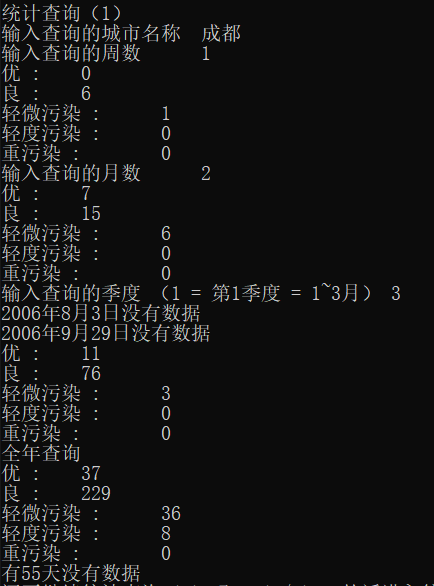 统计查询（1）
输入查询的城市名称 成都
输入查询的周数 1
优 : 0
良 : 6
轻微污染 : 1
轻度污染 : 0
重污染 : 0
输入查询的月数 2
优 : 7
良 : 15
轻微污染 : 6
轻度污染 : 0
重污染 : 0
输入查询的季度 （1 = 第1季度 = 1~3月） 3
2006年8月3日没有数据
2006年9月29日没有数据
优 : 11
良 : 76
轻微污染 : 3
轻度污染 : 0
重污染 : 0
全年查询
优 : 37
良 : 229
轻微污染 : 36
轻度污染 : 8
重污染 : 0
有55天没有数据